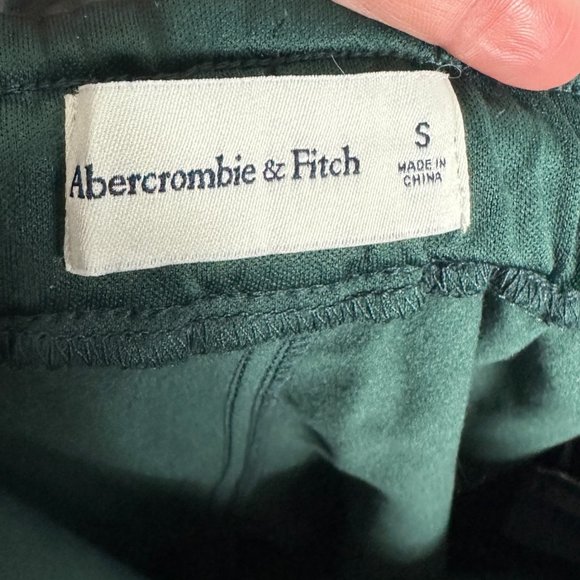 Abercrombie & Fitch
S
MADE IN
CHINA